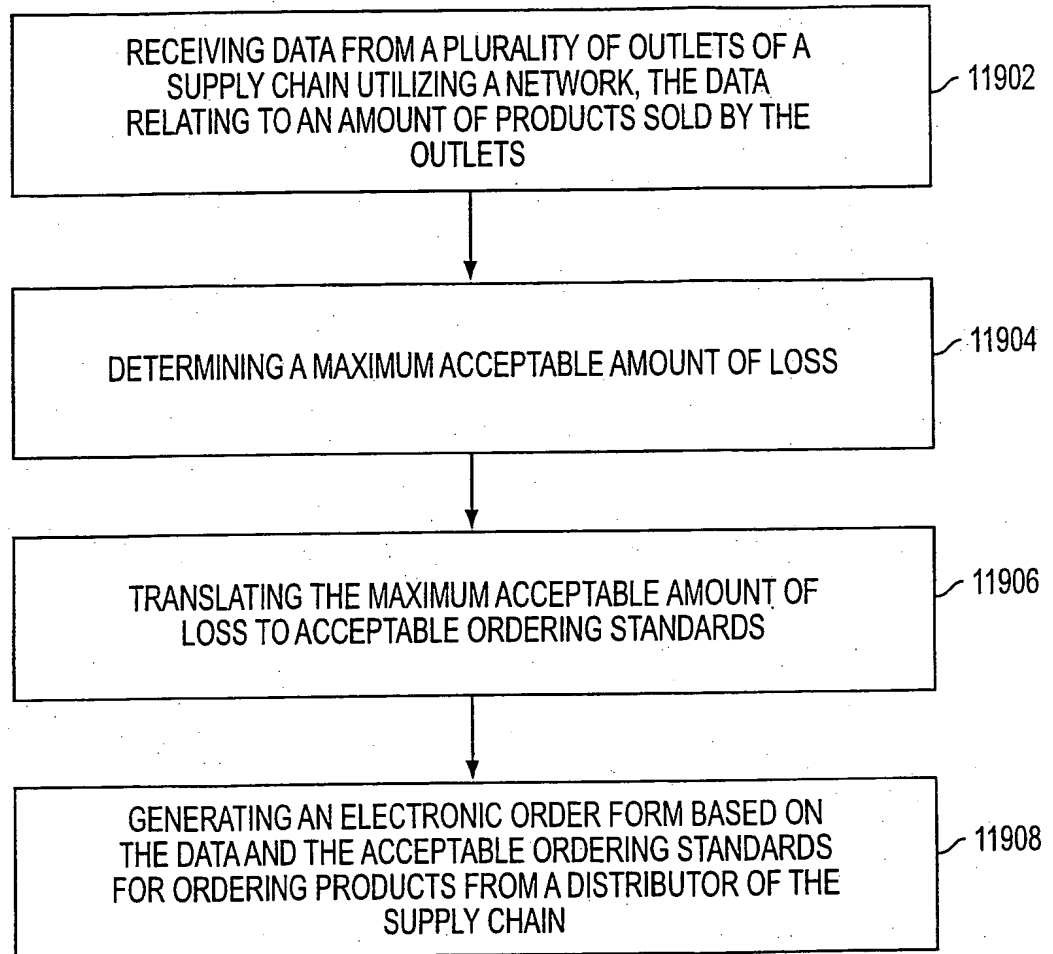 RECEIVING DATA FROM A PLURALITY OF OUTLETS OF A
SUPPLY CHAIN UTILIZING A NETWORK, THE DATA
RELATING TO AN AMOUNT OF PRODUCTS SOLD BY THE
OUTLETS
11902
DETERMINING A MAXIMUM ACCEPTABLE AMOUNT OF LOSS
11904
TRANSLATING THE MAXIMUM ACCEPTABLE AMOUNT OF
LOSS TO ACCEPTABLE ORDERING STANDARDS
11906
GENERATING AN ELECTRONIC ORDER FORM BASED ON
THE DATA AND THE ACCEPTABLE ORDERING STANDARDS
FOR ORDERING PRODUCTS FROM A DISTRIBUTOR OF THE
SUPPLY CHAIN
11908